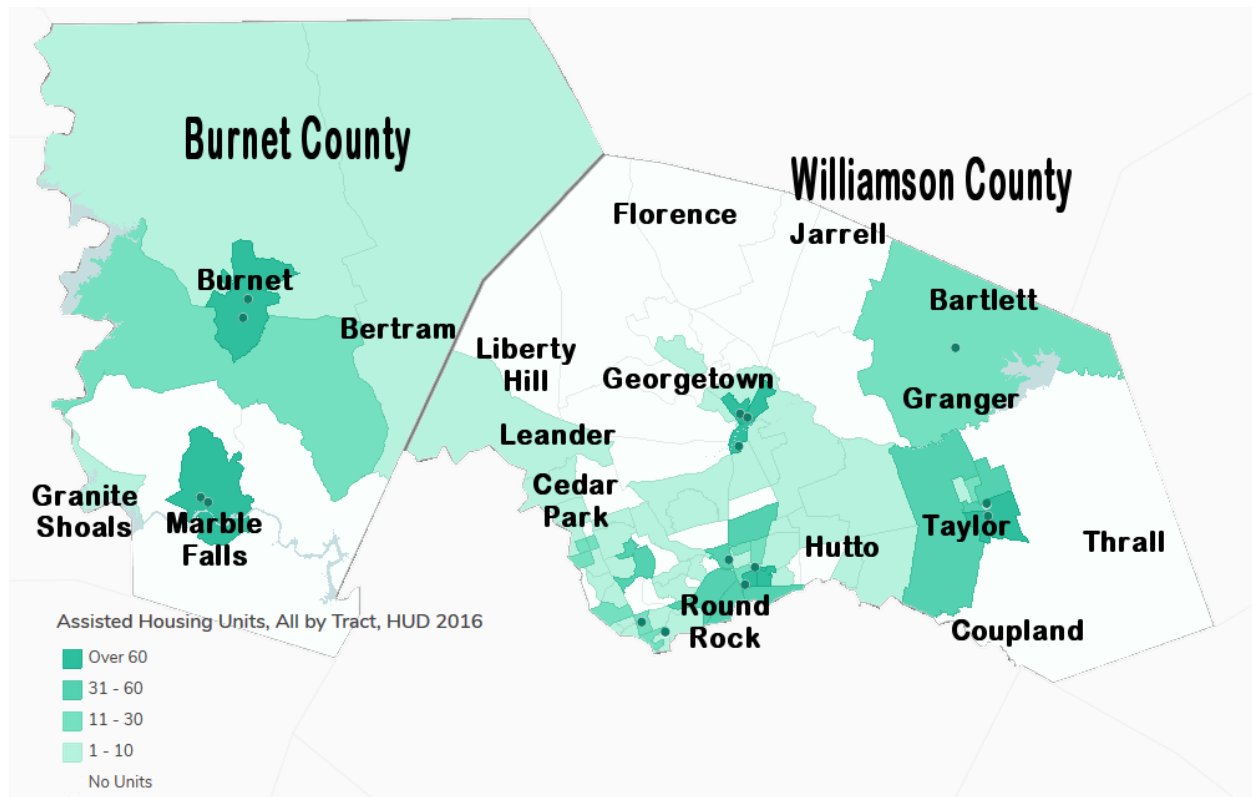 Burnet County
Williamson County
Florence
Jarrell
Burnet
Bartlett
Bertram
Liberty
Hill
Georgetown
Granger
Leander
Cedar
Park
Granite
Shoals
Marble
Falls
Hutto
Taylor
Thrall
Round
Rock
Coupland
Assisted Housing Units, All by Tract, HUD 2016
Over 60
31 - 60
11 - 30
1 - 10
No Units